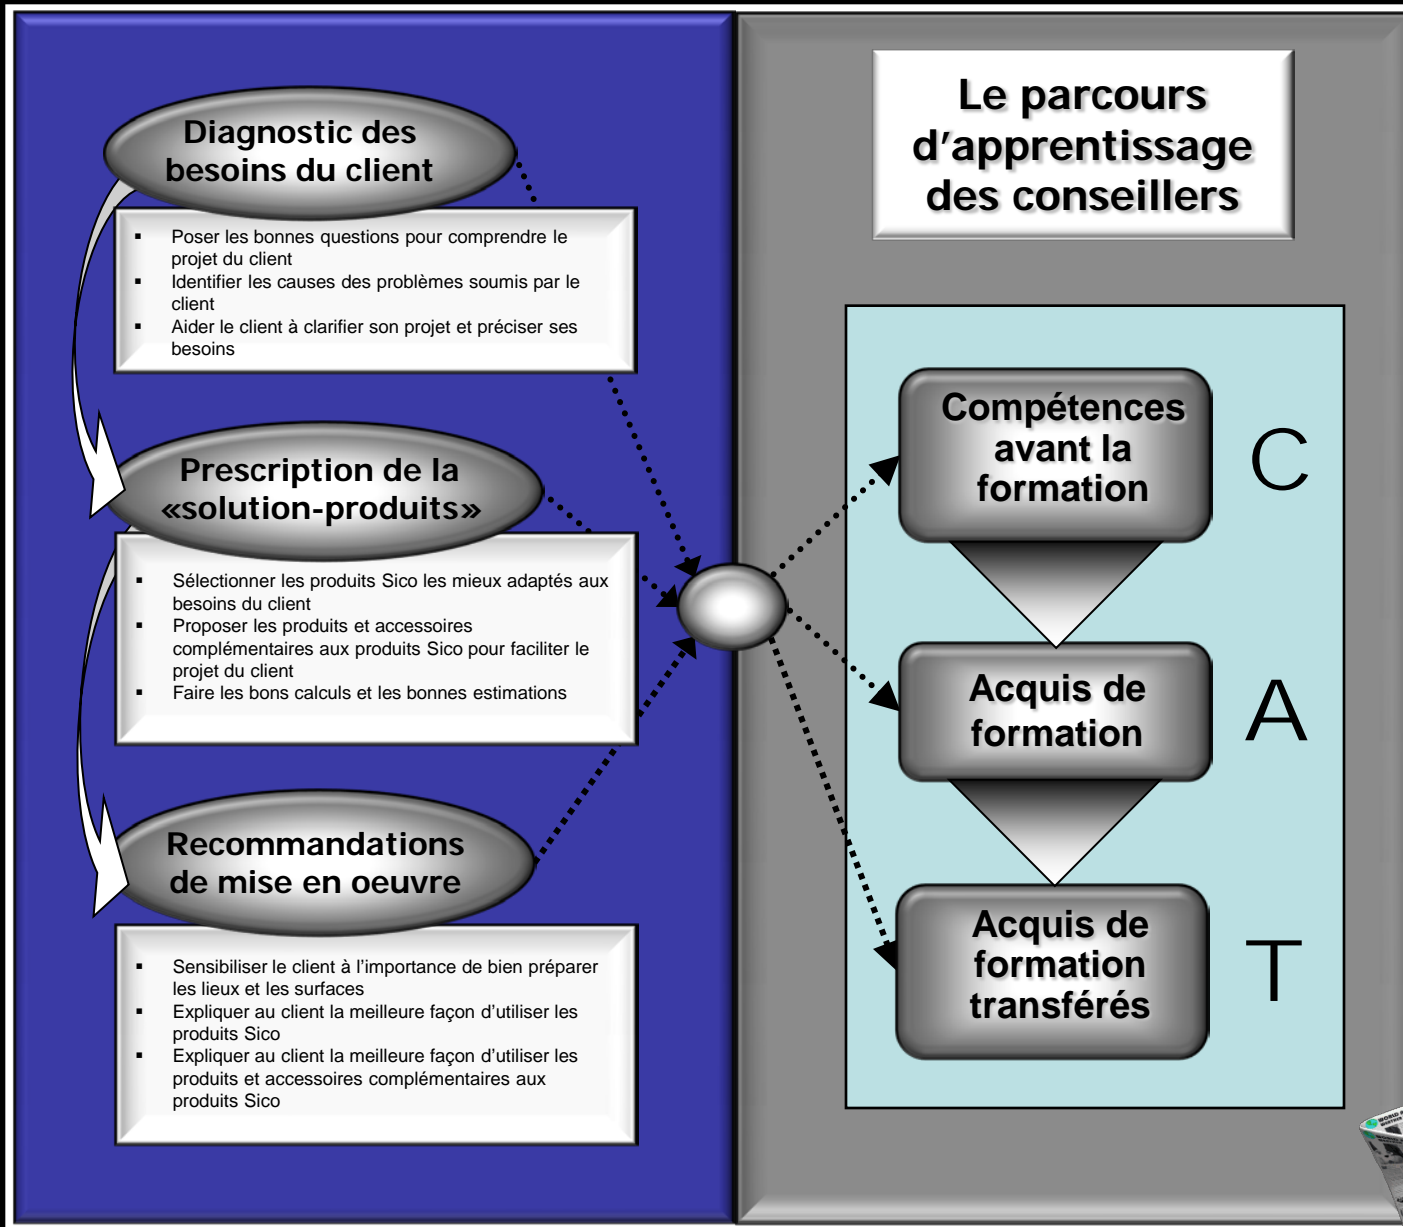 Diagnostic des
besoins du client
▪ Poser les bonnes questions pour comprendre le
projet du client
▪ Identifier les causes des problèmes soumis par le
client
▪ Aider le client à clarifier son projet et préciser ses
besoins
Prescription de la
«solution-produits»
▪ Sélectionner les produits Sico les mieux adaptés aux
besoins du client
▪ Proposer les produits et accessoires
complémentaires aux produits Sico pour faciliter le
projet du client
▪ Faire les bons calculs et les bonnes estimations
Recommandations
de mise en oeuvre
▪ Sensibiliser le client à l’importance de bien préparer
les lieux et les surfaces
▪ Expliquer au client la meilleure façon d’utiliser les
produits Sico
▪ Expliquer au client la meilleure façon d’utiliser les
produits et accessoires complémentaires aux
produits Sico
Le parcours
d’apprentissage
des conseillers
Compétences
avant la
formation
C
Acquis de
formation
A
Acquis de
formation
transférés
T
WORLD